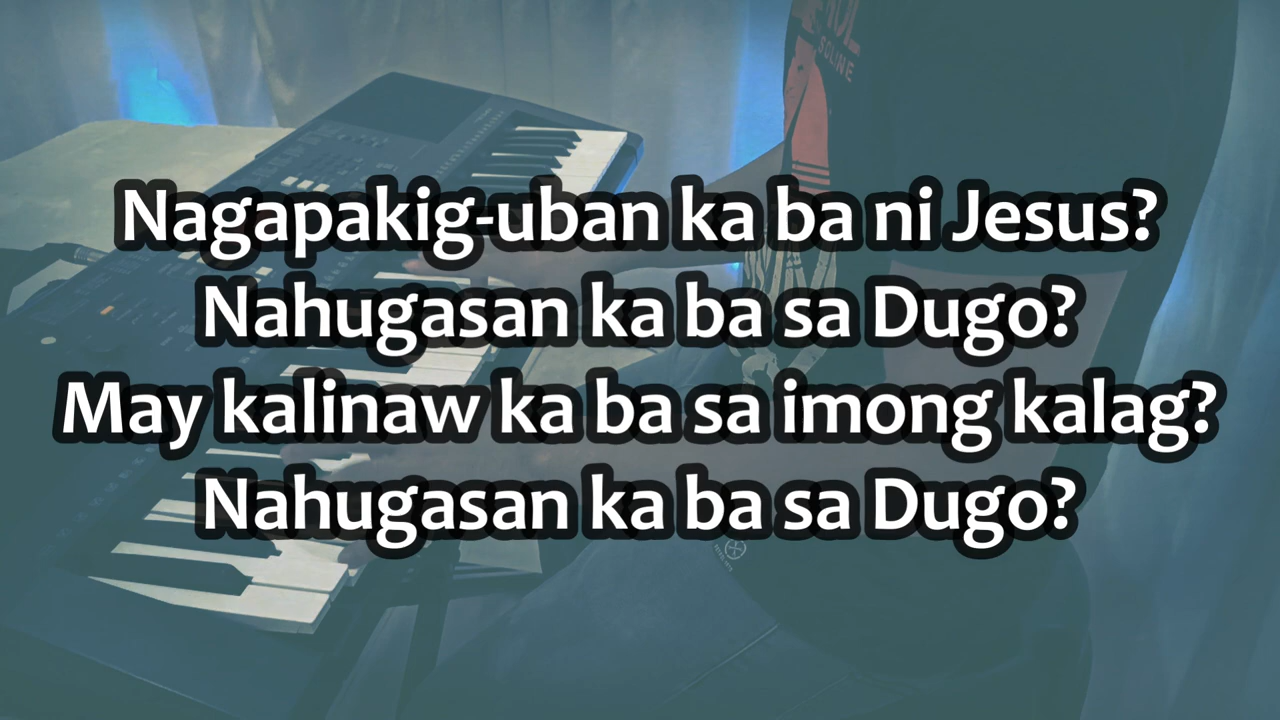 SOLINE
Nagapakig-uban ka ba ni Jesus?
Nahugasan ka ba sa Dugo?
May kalinaw ka ba sa imong kalag?
Nahugasan ka ba sa Dugo?